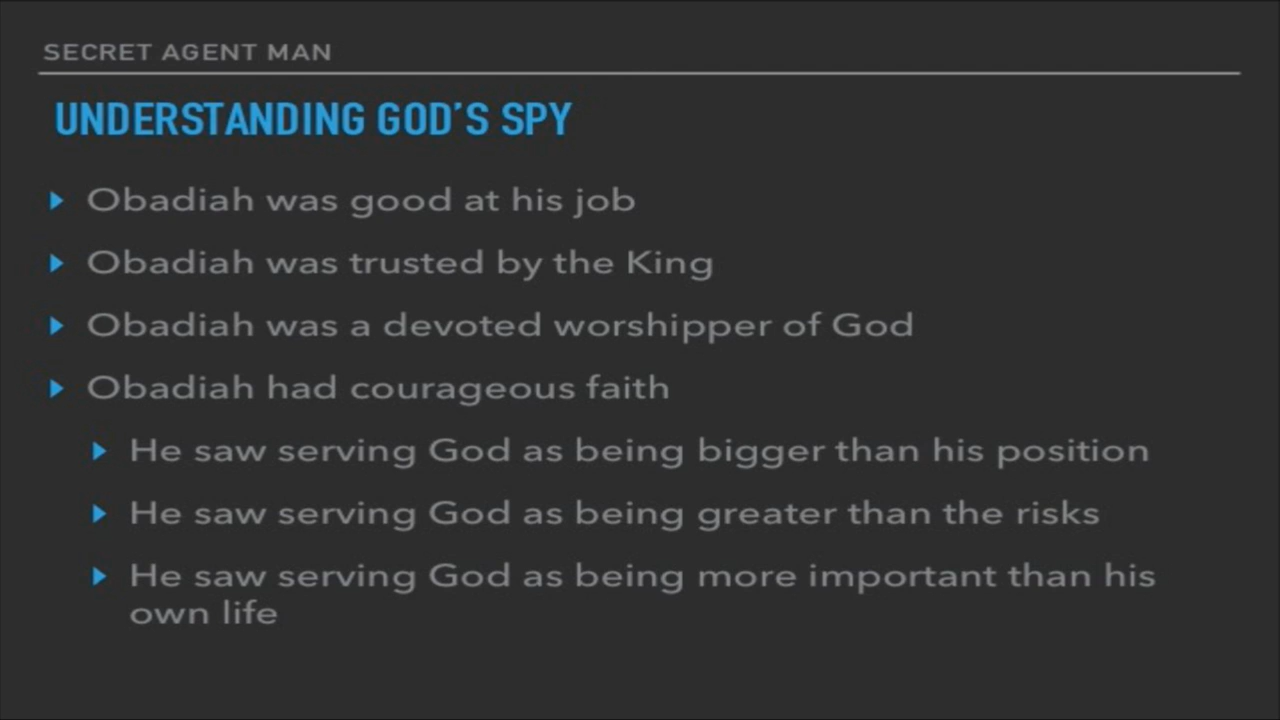 SECRET AGENT MAN
UNDERSTANDING GOD'S SPY
Obadiah was good at his job
Obadiah was trusted by the King
Obadiah was a devoted worshipper of God
Obadiah had courageous faith
He saw serving God as being bigger than his position
He saw serving God as being greater than the risks
He saw serving God as being more important than his
own life